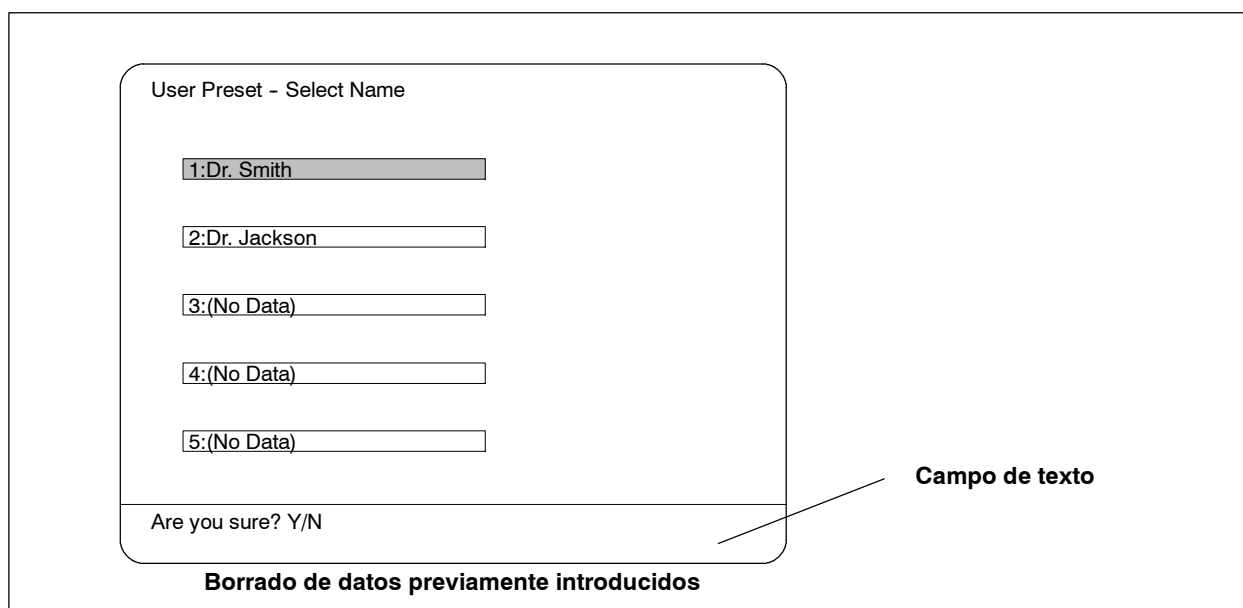 User Preset - Select Name
1:Dr. Smith
2:Dr. Jackson
3:(No Data)
4:(No Data)
5:(No Data)
Campo de texto
Are you sure? Y/N
Borrado de datos previamente introducidos